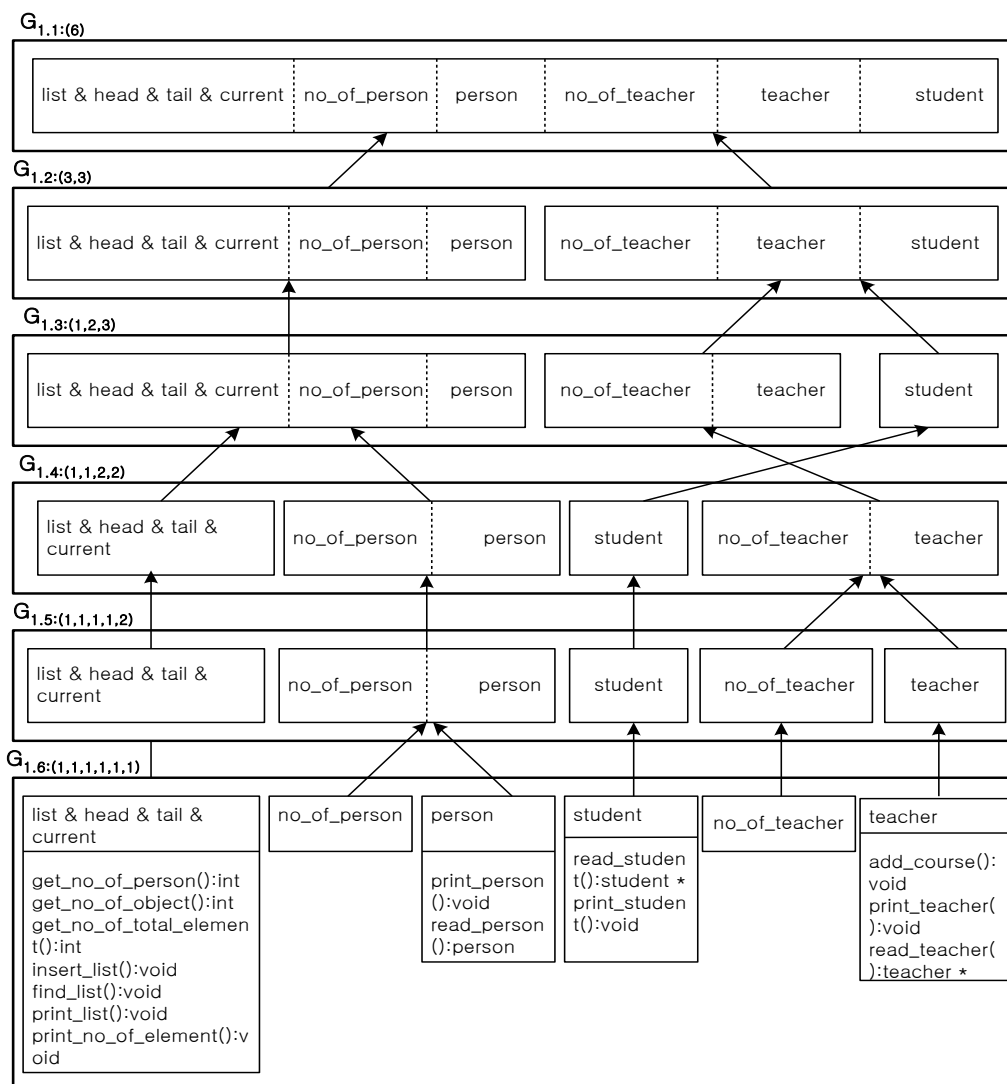 G1.1:(6)
list & head & tail & current no_of_person person no_of_teacher teacher student
G1.2:(3,3)
list & head & tail & current no_of_person person no_of_teacher teacher student
G1.3:(1,2,3)
list & head & tail & current no_of_person person no_of_teacher teacher student
G1.4:(1,1,2,2)
list & head & tail &
current
no_of_person person student no_of_teacher teacher
G1.5:(1,1,1,1,2)
list & head & tail &
current
no_of_person person student no_of_teacher teacher
G1.6:(1,1,1,1,1,1)
list & head & tail &
current
get_no_of_person():int
get_no_of_object():int
get_no_of_total_elemen
t():int
insert_list():void
find_list():void
print_list():void
print_no_of_element():v
oid
no_of_person
person
print_person
():void
read_person
():person
student
read_studen
t():student *
print_studen
t():void
no_of_teacher
teacher
add_course():
void
print_teacher(
):void
read_teacher(
):teacher *